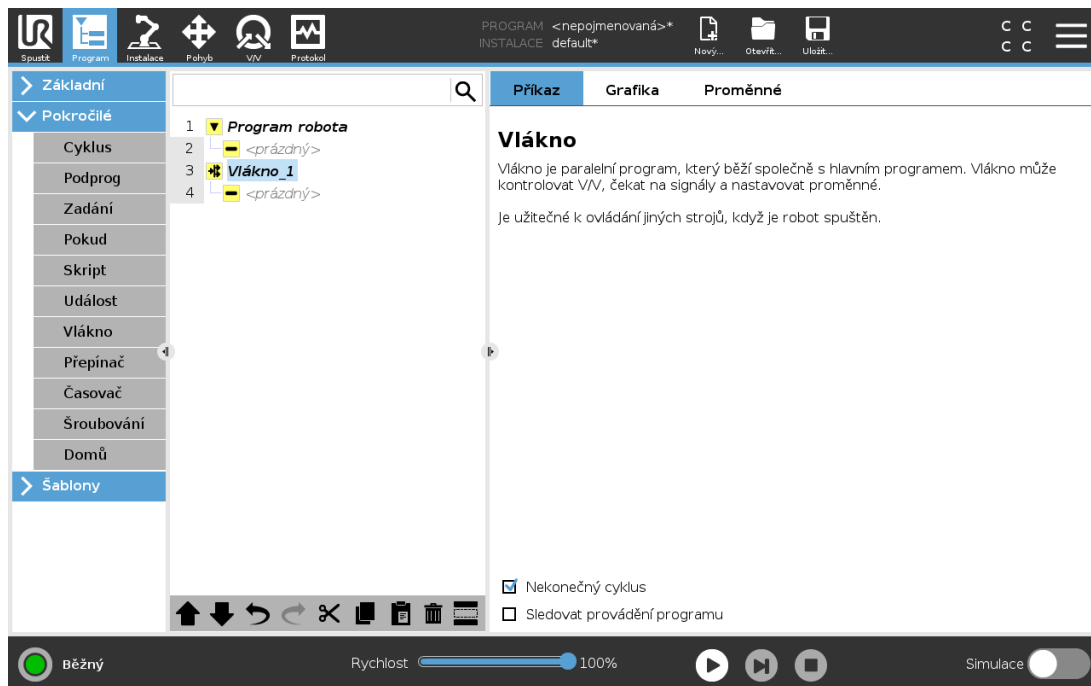 PROGRAM <nepojmenovaná>*
INSTALACE default*
Spustit Program Instalace Pohyb V/V Protokol
Nový... Otevřít... Uložit...
C C
C C
Základní
Pokročilé
Cyklus
Podprog
Zadání
Pokud
Skript
Událost
Vlákno
Přepínač
Časovač
Šroubování
Domů
Šablony
1 Program robota
2 <prázdný>
3 Vlákno_1
4 <prázdný>
Příkaz Grafika Proměnné
Vlákno
Vlákno je paralelní program, který běží společně s hlavním programem. Vlákno může
kontrolovat V/V, čekat na signály a nastavovat proměnné.
Je užitečné k ovládání jiných strojů, když je robot spuštěn.
Nekonečný cyklus
Sledovat provádění programu
Běžný
Rychlost 100%
Simulace